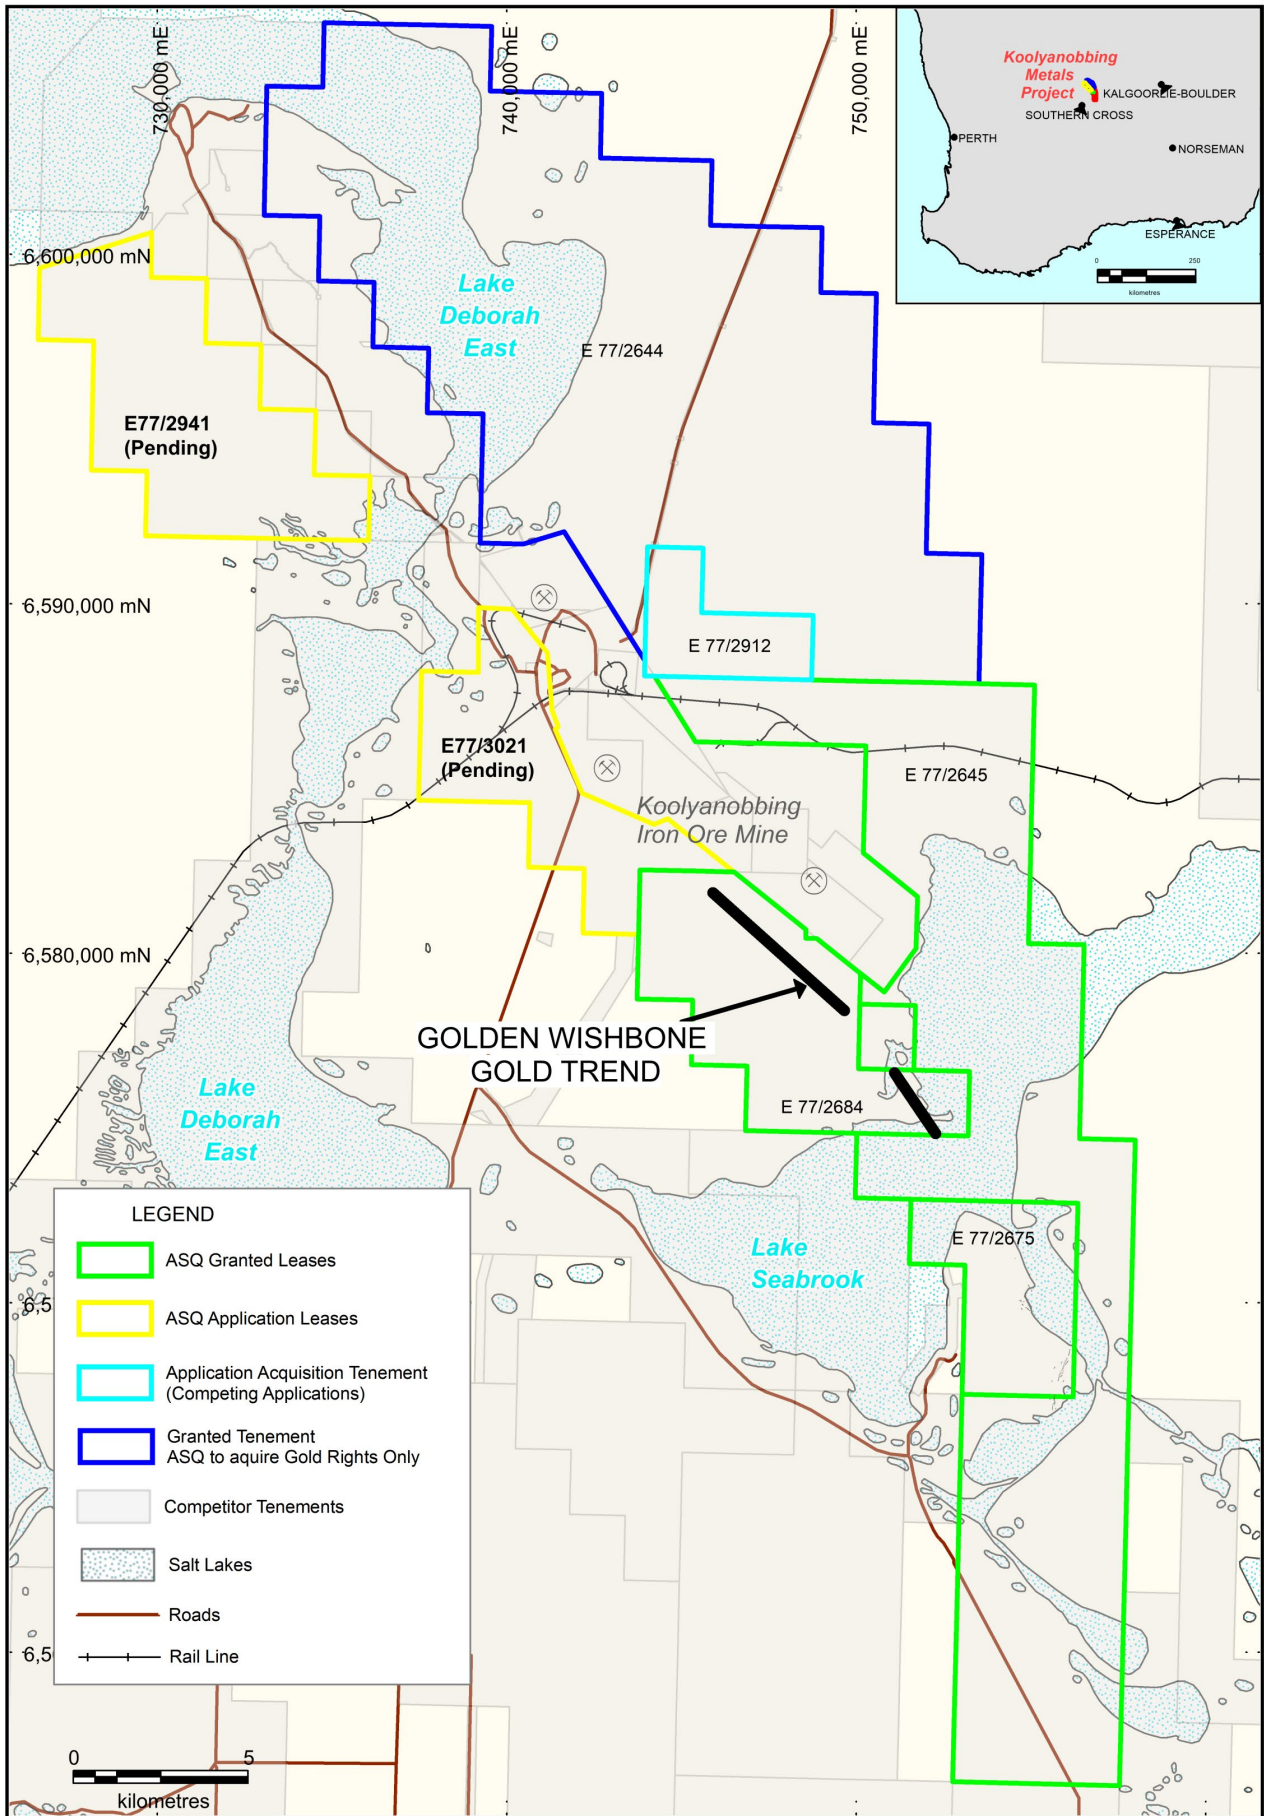 730,000 mE
740,000 mE
750,000 mE
Koolyanobbing
Metals
Project
KALGOORLIE-BOULDER
SOUTHERN CROSS
PERTH
NORSEMAN
ESPERANCE
0 250
kilometres
6,600,000 mN
Lake
Deborah
East
E 77/2644
E77/2941
(Pending)
6,590,000 mN
E 77/2912
E77/3021
(Pending)
E 77/2645
Koolyanobbing
Iron Ore Mine
6,580,000 mN
GOLDEN WISHBONE
GOLD TREND
Lake
Deborah
East
E 77/2684
E 77/2675
Lake
Seabrook
LEGEND
ASQ Granted Leases
ASQ Application Leases
Application Acquisition Tenement
(Competing Applications)
Granted Tenement
ASQ to aquire Gold Rights Only
Competitor Tenements
Salt Lakes
Roads
Rail Line
0 5
kilometres